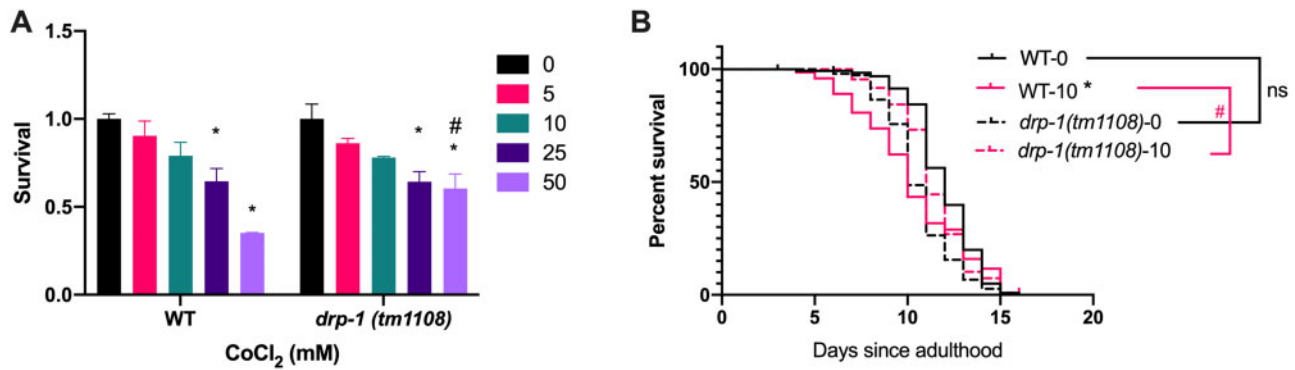 A
Survival
1.5
1.0
0.5
0.0
*
*
*
#
*
WT
drp-1 (tm1108)
CoCl₂ (mM)
0
5
10
25
50
B
Percent survival
100
50
0
0
5
10
15
20
Days since adulthood
WT-0
WT-10 *
drp-1(tm1108)-0
drp-1(tm1108)-10
#
ns